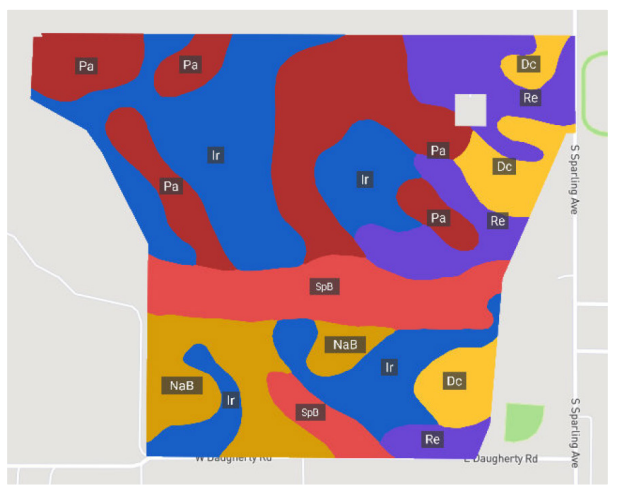 Pa
Pa
Dc
Re
Pa
Ir
Ir
Dc
Pa
Pa
Re
S Sparling Ave
SpB
NaB
Ir
Dc
NaB
Ir
SpB
Re
S Sparling Ave
W Daugherty Rd
E Daugherty Rd